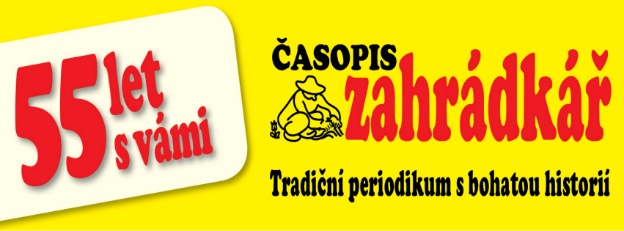 55 let
s vámi
ČASOPIS
zahrádkář
Tradiční periodikum s bohatou historií